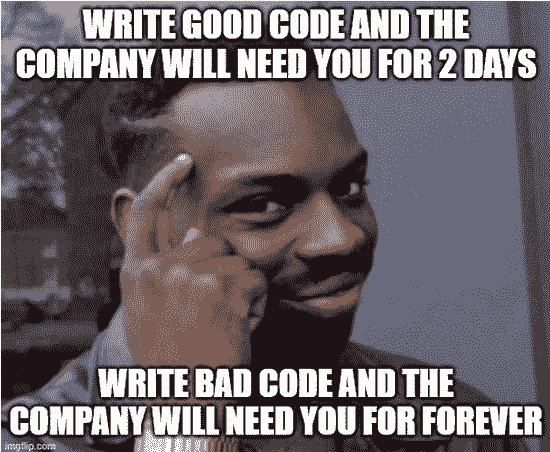 WRITE GOOD CODE AND THE
COMPANY WILL NEED YOU FOR 2 DAYS
WRITE BAD CODE AND THE
COMPANY WILL NEED YOU FOR FOREVER
imgflip.com